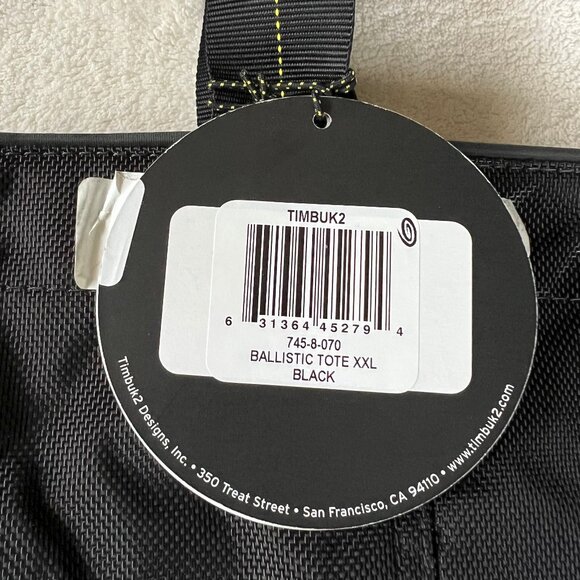 TIMBUK2
6 31364 45279 4
745-8-070
BALLISTIC TOTE XXL
BLACK
Timbuk2 Designs, Inc. • 350 Treat Street • San Francisco, CA 94110 • www.timbuk2.com